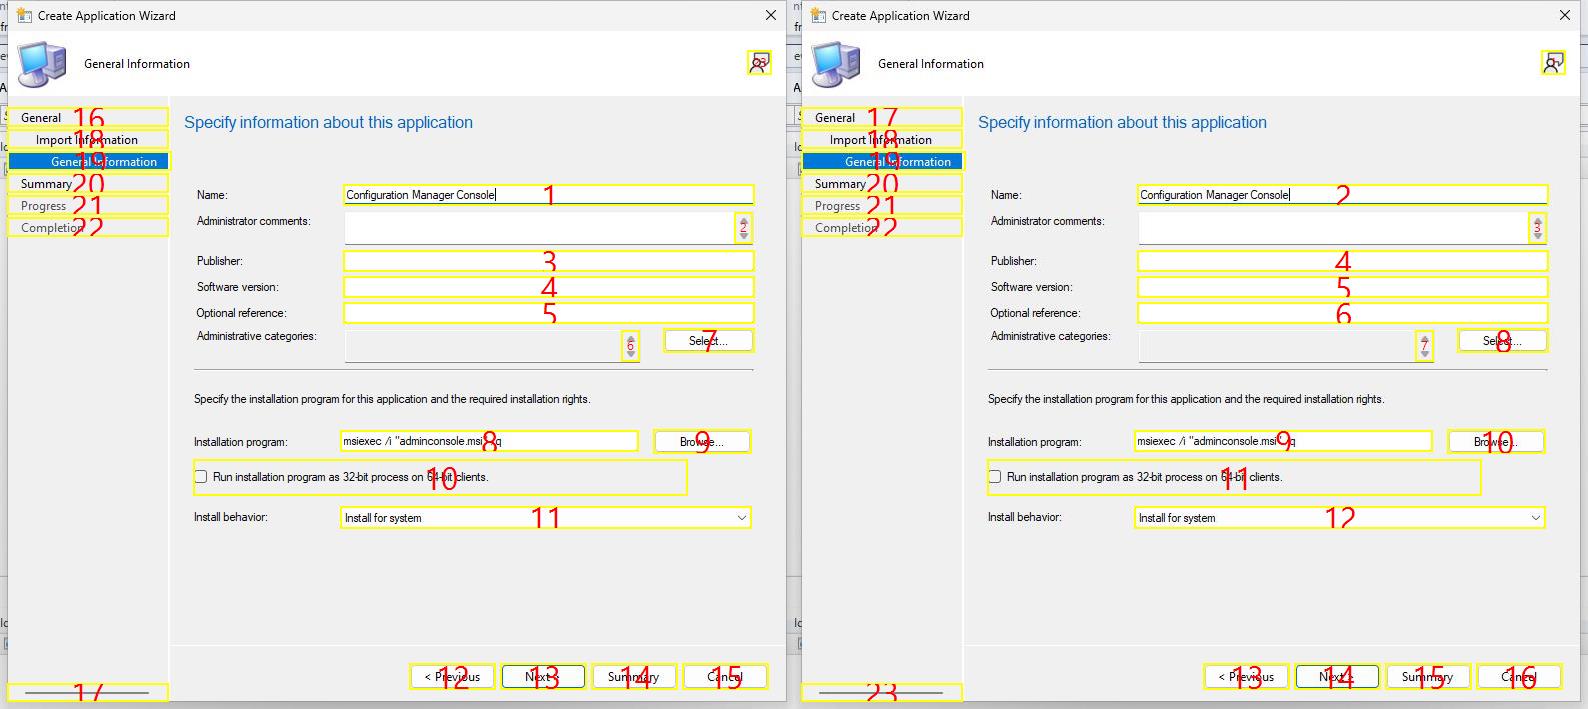 Create Application Wizard
General Information
23
General 16
Import Information 18
General Information 19
Summary 20
Progress 21
Completion 22
17
Specify information about this application
Name: Configuration Manager Console 1
Administrator comments: 2
Publisher: 3
Software version: 4
Optional reference: 5
Administrative categories: 6 Select... 7
Specify the installation program for this application and the required installation rights.
Installation program: msiexec /i "adminconsole.msi" /q 8 Browse... 9
Run installation program as 32-bit process on 64-bit clients. 10
Install behavior: Install for system 11
< Previous 12 Next > 13 Summary 14 Cancel 15
Create Application Wizard
General Information
General 17
Import Information 18
General Information 19
Summary 20
Progress 21
Completion 22
23
Specify information about this application
Name: Configuration Manager Console 2
Administrator comments: 3
Publisher: 4
Software version: 5
Optional reference: 6
Administrative categories: 7 Select... 8
Specify the installation program for this application and the required installation rights.
Installation program: msiexec /i "adminconsole.msi" /q 9 Browse... 10
Run installation program as 32-bit process on 64-bit clients. 11
Install behavior: Install for system 12
< Previous 13 Next > 14 Summary 15 Cancel 16